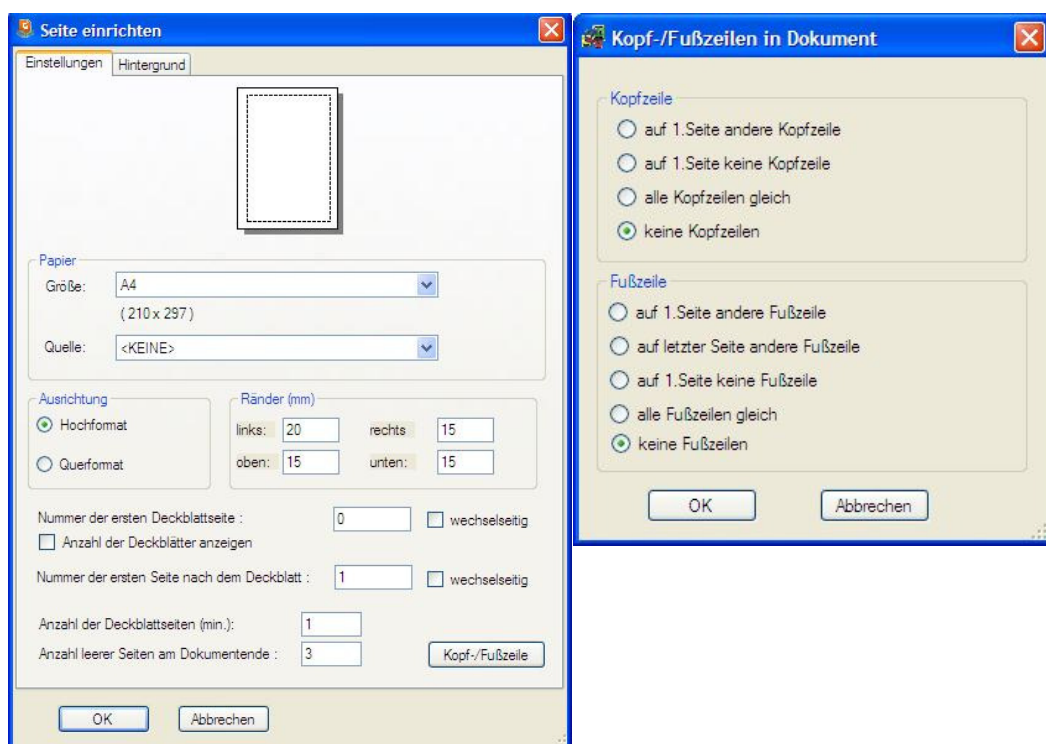 Seite einrichten
Einstellungen Hintergrund
Papier
Größe: A4
( 210 x 297 )
Quelle: <KEINE>
Ausrichtung
Hochformat
Querformat
Ränder (mm)
links: 20 rechts 15
oben: 15 unten: 15
Nummer der ersten Deckblattseite : 0 wechselseitig
Anzahl der Deckblätter anzeigen
Nummer der ersten Seite nach dem Deckblatt : 1 wechselseitig
Anzahl der Deckblattseiten (min.): 1
Anzahl leerer Seiten am Dokumentende : 3 Kopf-/Fußzeile
OK Abbrechen
Kopf-/Fußzeilen in Dokument
Kopfzeile
auf 1.Seite andere Kopfzeile
auf 1.Seite keine Kopfzeile
alle Kopfzeilen gleich
keine Kopfzeilen
Fußzeile
auf 1.Seite andere Fußzeile
auf letzter Seite andere Fußzeile
auf 1.Seite keine Fußzeile
alle Fußzeilen gleich
keine Fußzeilen
OK Abbrechen